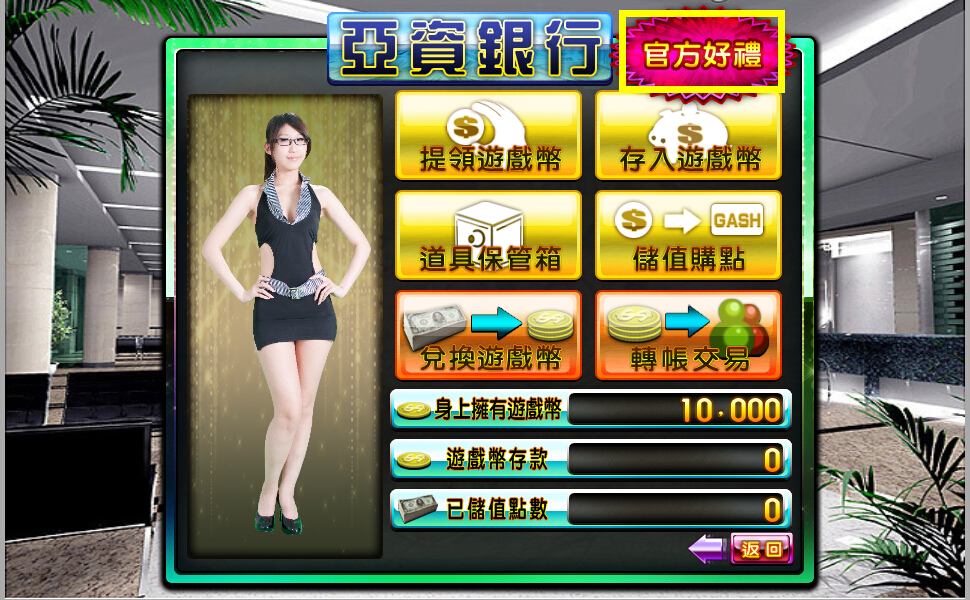 亞資銀行
官方好禮
$
$
提領遊戲幣
存入遊戲幣
$ GASH
道具保管箱
儲值購點
兌換遊戲幣
轉帳交易
身上擁有遊戲幣 10,000
遊戲幣存款 0
已儲值點數 0
返回